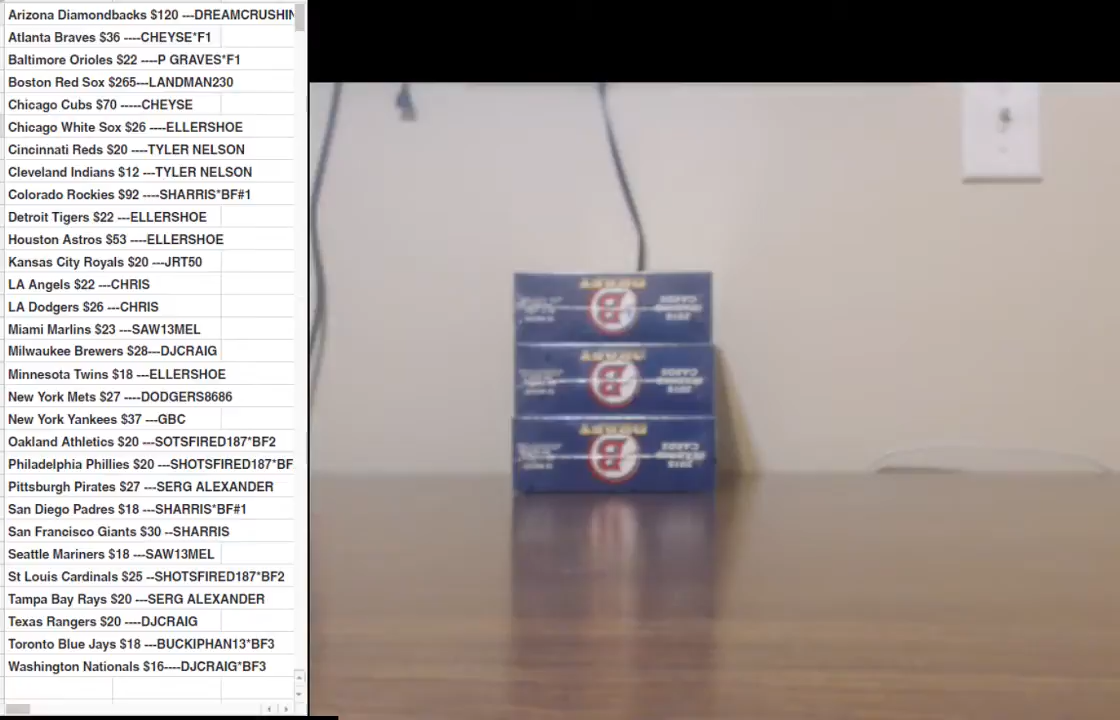 Arizona Diamondbacks $120 ---DREAMCRUSHIN
Atlanta Braves $36 ----CHEYSE*F1
Baltimore Orioles $22 ----P GRAVES*F1
Boston Red Sox $265---LANDMAN230
Chicago Cubs $70 -----CHEYSE
Chicago White Sox $26 ----ELLERSHOE
Cincinnati Reds $20 ----TYLER NELSON
Cleveland Indians $12 ---TYLER NELSON
Colorado Rockies $92 ----SHARRIS*BF#1
Detroit Tigers $22 ---ELLERSHOE
Houston Astros $53 ----ELLERSHOE
Kansas City Royals $20 ---JRT50
LA Angels $22 ---CHRIS
LA Dodgers $26 ---CHRIS
Miami Marlins $23 ---SAW13MEL
Milwaukee Brewers $28---DJCRAIG
Minnesota Twins $18 ---ELLERSHOE
New York Mets $27 ----DODGERS8686
New York Yankees $37 ---GBC
Oakland Athletics $20 ---SOTSFIRED187*BF2
Philadelphia Phillies $20 ---SHOTSFIRED187*BF
Pittsburgh Pirates $27 ---SERG ALEXANDER
San Diego Padres $18 ---SHARRIS*BF#1
San Francisco Giants $30 --SHARRIS
Seattle Mariners $18 ---SAW13MEL
St Louis Cardinals $25 --SHOTSFIRED187*BF2
Tampa Bay Rays $20 ---SERG ALEXANDER
Texas Rangers $20 ----DJCRAIG
Toronto Blue Jays $18 ---BUCKIPHAN13*BF3
Washington Nationals $16----DJCRAIG*BF3